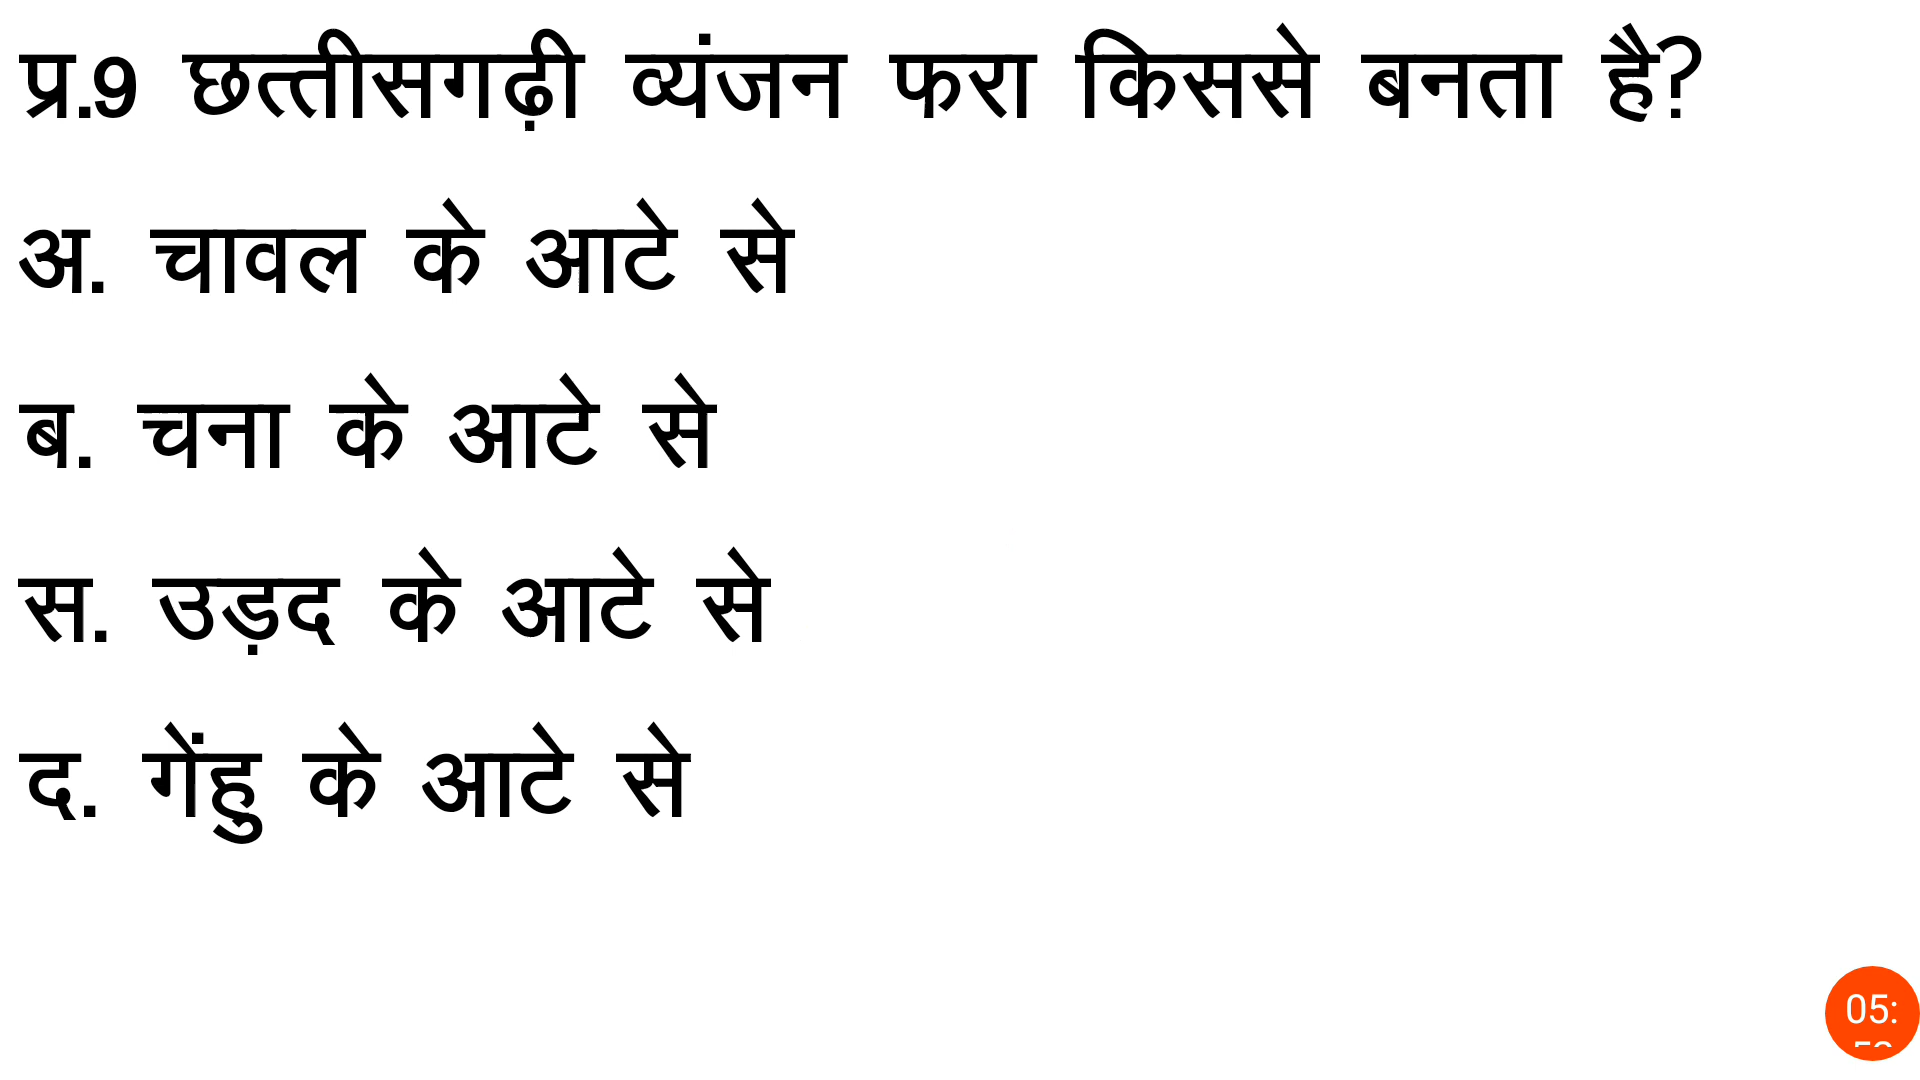 प्र.9 छत्तीसगढ़ी व्यंजन फरा किससे बनता है?
अ. चावल के आटे से
ब. चना के आटे से
स. उड़द के आटे से
द. गेंहु के आटे से
05: